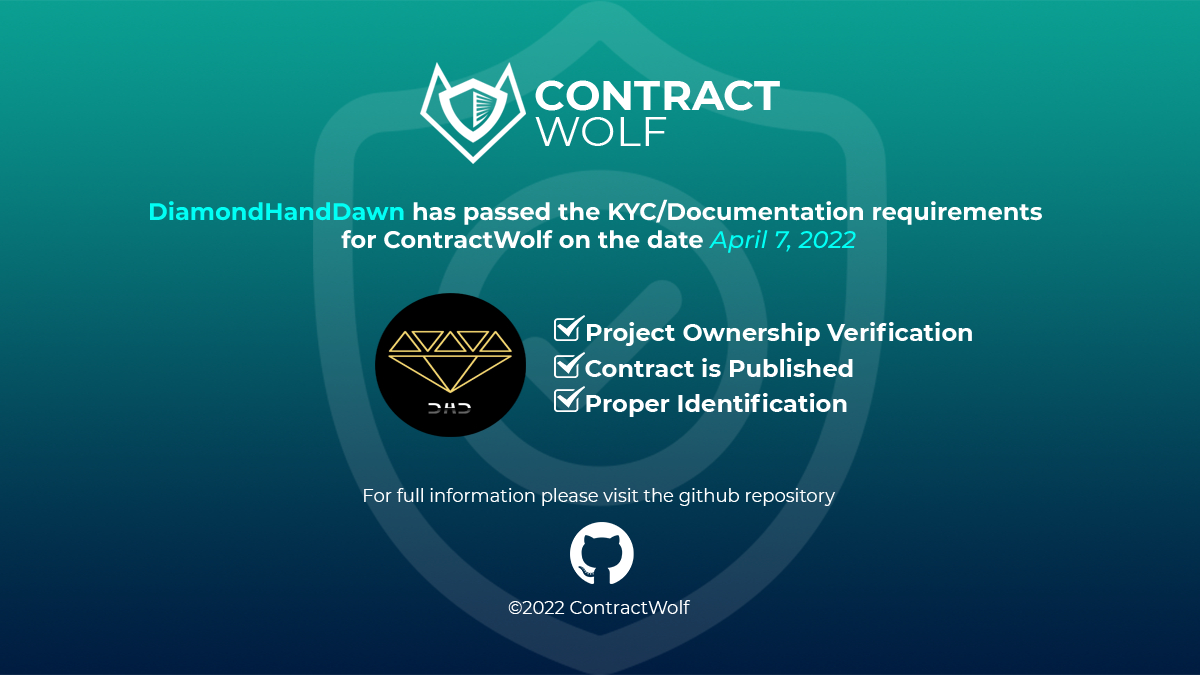 CONTRACT
WOLF
DiamondHandDawn has passed the KYC/Documentation requirements
for ContractWolf on the date April 7, 2022
DHD
Project Ownership Verification
Contract is Published
Proper Identification
For full information please visit the github repository
©2022 ContractWolf